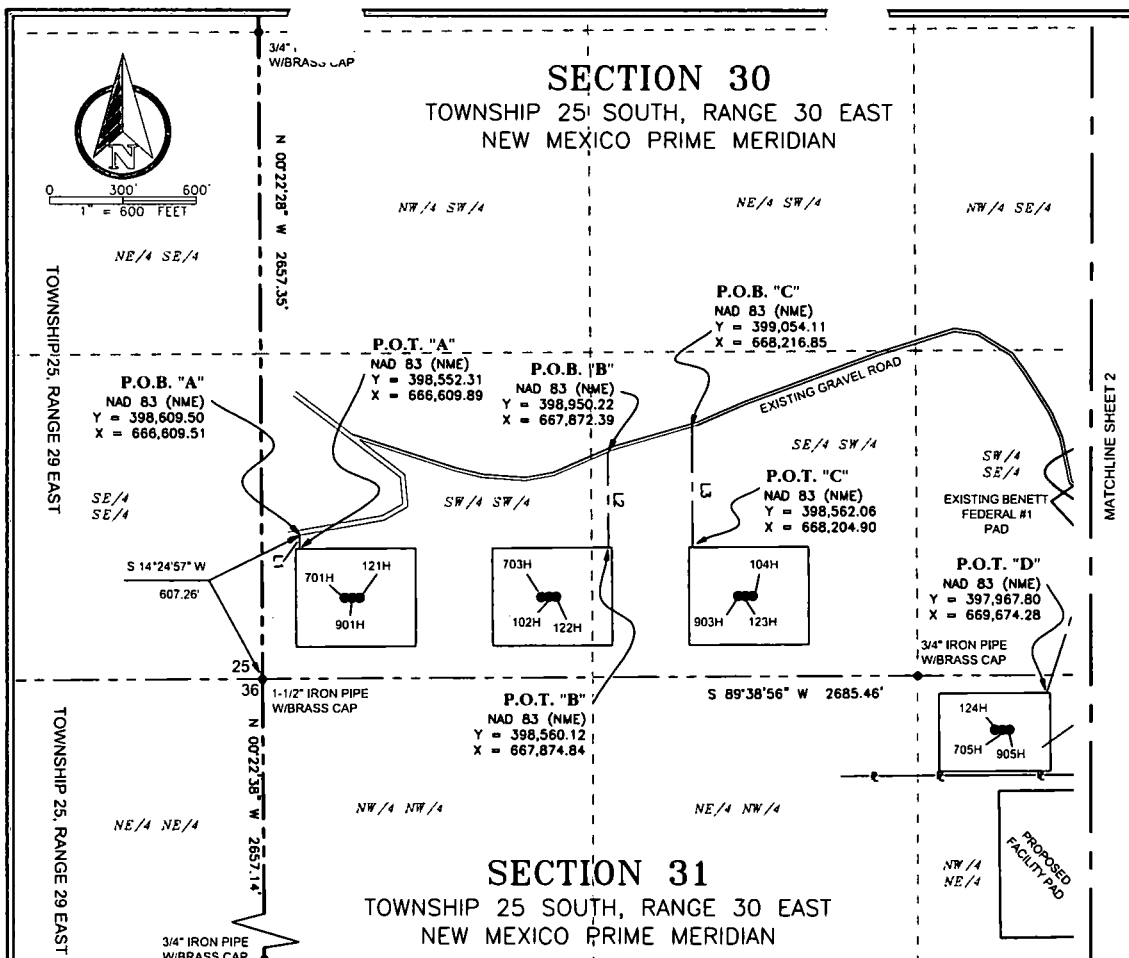 3/4" I
W/BRASS CAP
SECTION 30
TOWNSHIP 25 SOUTH, RANGE 30 EAST
NEW MEXICO PRIME MERIDIAN
N
0 300' 600'
1" = 600 FEET
N 00°22'28" W 2657.35'
NW/4 SW/4
NE/4 SW/4
NW/4 SE/4
NE/4 SE/4
TOWNSHIP 25, RANGE 29 EAST
P.O.B. "C"
NAD 83 (NME)
Y = 399,054.11
X = 668,216.85
P.O.T. "A"
NAD 83 (NME)
Y = 398,552.31
X = 666,609.89
P.O.B. "B"
NAD 83 (NME)
Y = 398,950.22
X = 667,872.39
P.O.B. "A"
NAD 83 (NME)
Y = 398,609.50
X = 666,609.51
EXISTING GRAVEL ROAD
MATCHLINE SHEET 2
SE/4
SE/4
SW/4 SW/4
SE/4 SW/4
SW/4
SE/4
EXISTING BENETT
FEDERAL #1
PAD
L1
L2
L3
P.O.T. "C"
NAD 83 (NME)
Y = 398,562.06
X = 668,204.90
S 14°24'57" W
607.26'
701H
121H
901H
703H
102H
122H
104H
903H
123H
P.O.T. "D"
NAD 83 (NME)
Y = 397,967.80
X = 669,674.28
3/4" IRON PIPE
W/BRASS CAP
25
36
1-1/2" IRON PIPE
W/BRASS CAP
S 89°38'56" W 2685.46'
P.O.T. "B"
NAD 83 (NME)
Y = 398,560.12
X = 667,874.84
124H
705H
905H
TOWNSHIP 25, RANGE 29 EAST
N 00°22'38" W 2657.14'
NE/4 NE/4
NW/4 NW/4
NE/4 NW/4
NW/4
NE/4
PROPOSED
FACILITY PAD
SECTION 31
TOWNSHIP 25 SOUTH, RANGE 30 EAST
NEW MEXICO PRIME MERIDIAN
3/4" IRON PIPE
W/BRASS CAP